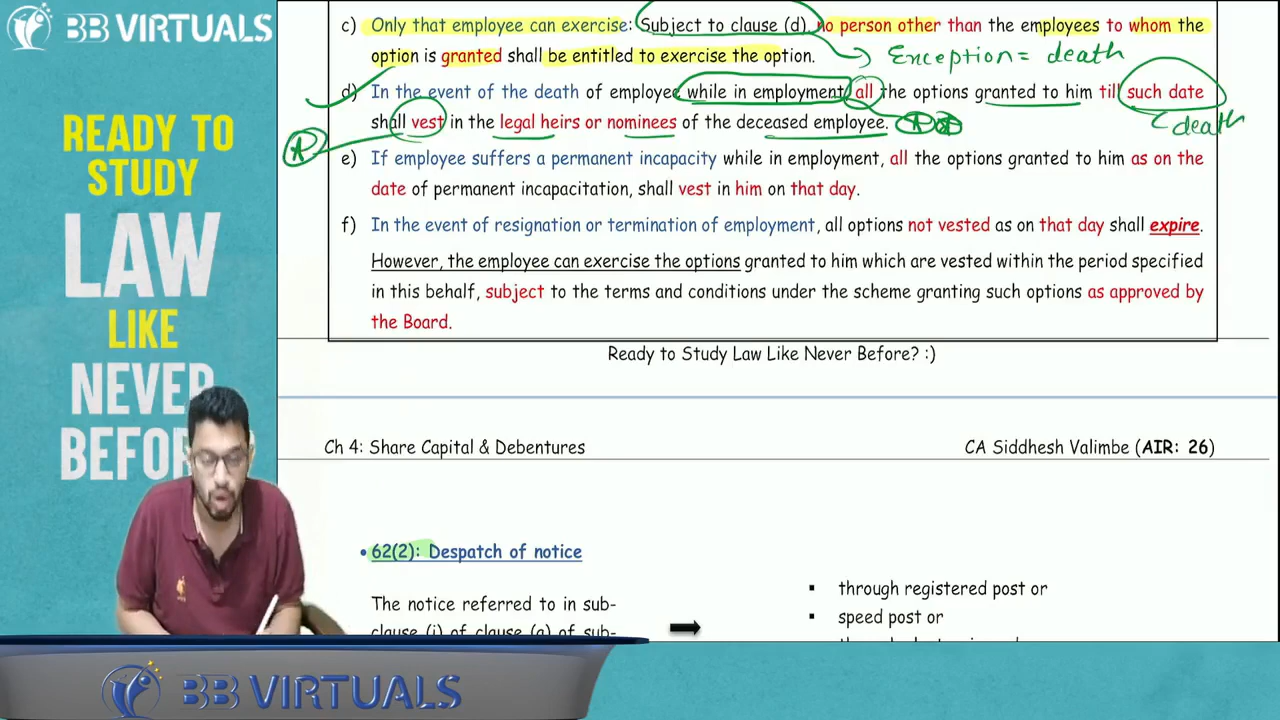 BB VIRTUALS
READY TO
STUDY
LAW
LIKE
NEVER
BEFOR
c) Only that employee can exercise: Subject to clause (d), no person other than the employees to whom the
option is granted shall be entitled to exercise the option.
Exception = death
d) In the event of the death of employee while in employment, all the options granted to him till such date
shall vest in the legal heirs or nominees of the deceased employee.
death
e) If employee suffers a permanent incapacity while in employment, all the options granted to him as on the
date of permanent incapacitation, shall vest in him on that day.
f) In the event of resignation or termination of employment, all options not vested as on that day shall expire.
However, the employee can exercise the options granted to him which are vested within the period specified
in this behalf, subject to the terms and conditions under the scheme granting such options as approved by
the Board.
Ready to Study Law Like Never Before? :)
Ch 4: Share Capital & Debentures CA Siddhesh Valimbe (AIR: 26)
• 62(2): Despatch of notice
The notice referred to in sub-
clause (i) of clause (a) of sub-
▪ through registered post or
▪ speed post or
BB VIRTUALS